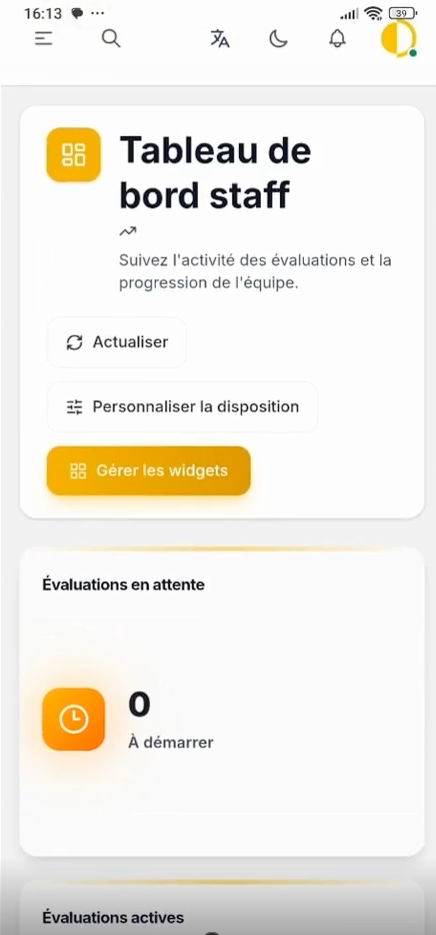 16:13
39
Tableau de
bord staff
Suivez l'activité des évaluations et la
progression de l'équipe.
Actualiser
Personnaliser la disposition
Gérer les widgets
Évaluations en attente
0
À démarrer
Évaluations actives